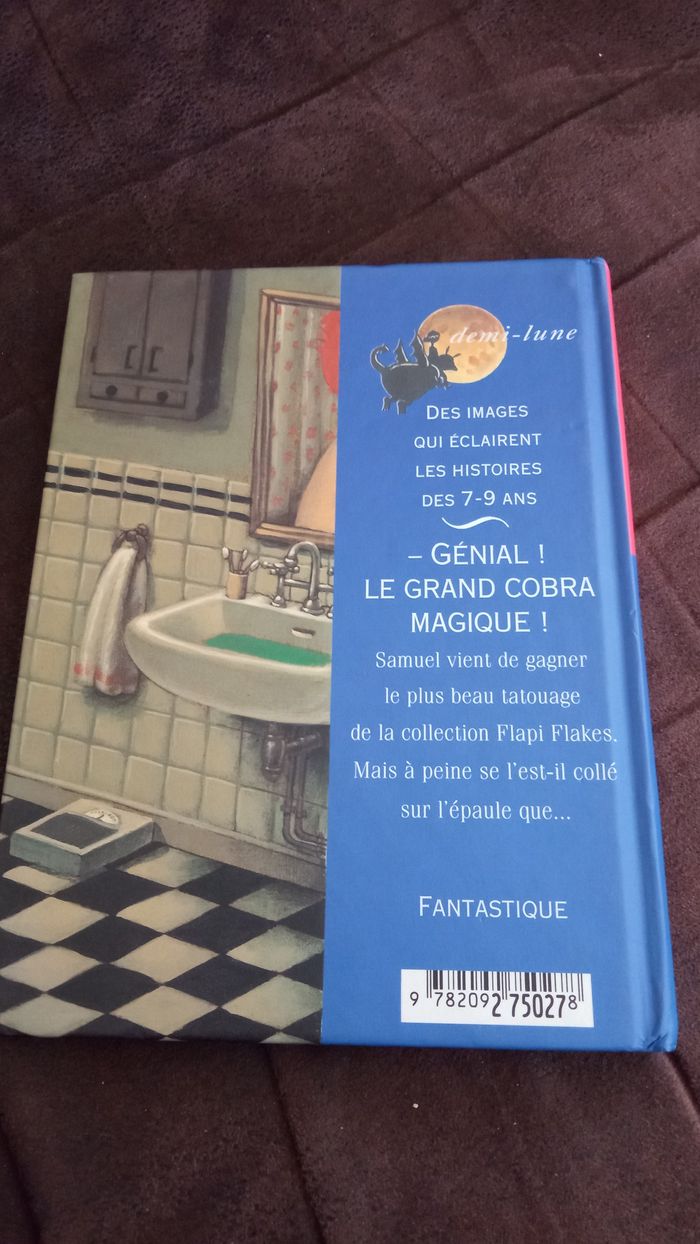 demi-lune
DES IMAGES
QUI ÉCLAIRENT
LES HISTOIRES
DES 7-9 ANS
– GÉNIAL !
LE GRAND COBRA
MAGIQUE !
Samuel vient de gagner
le plus beau tatouage
de la collection Flapi Flakes.
Mais à peine se l'est-il collé
sur l'épaule que...
FANTASTIQUE
9 782092 750278